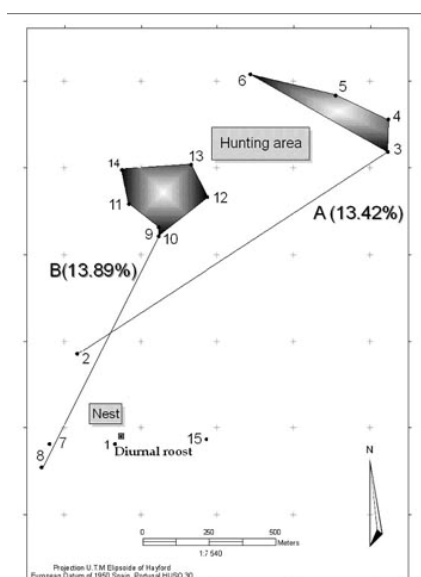 6
5
4
3
Hunting area
13
14
12
11
A (13.42%)
9 10
B(13.89%)
2
Nest
1
15
Diurnal roost
7
8
N
0 250 500
Meters
1:7 540
Projection U.T.M Elipsoide of Hayford
European Datum of 1950 Spain, Portugal HUSO 30